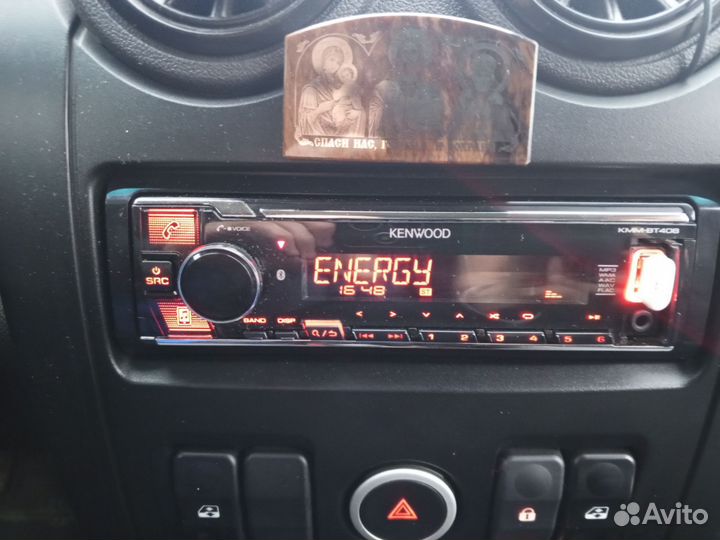 СПАСИ НАС,
VOICE
KENWOOD
KMM-BT408
SRC
ENERGY
16:48
ST
MP3
WMA
AAC
WAV
FLAC
BAND
DISP
1 2 3 4 5 6
Avito